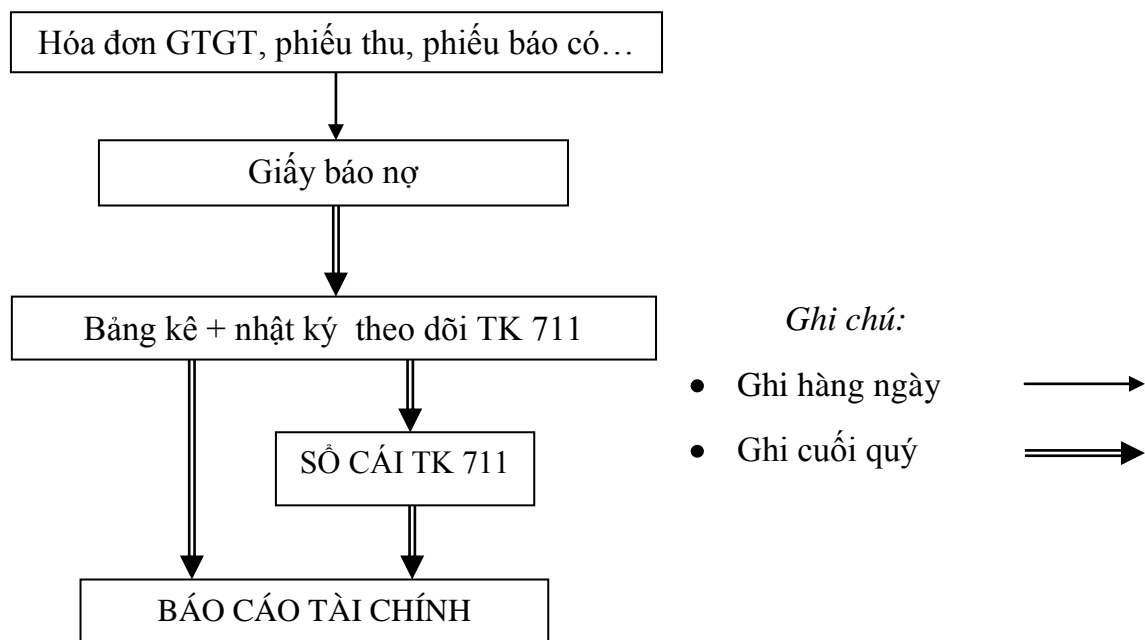 Hóa đơn GTGT, phiếu thu, phiếu báo có…
Giấy báo nợ
Bảng kê + nhật ký theo dõi TK 711
SỔ CÁI TK 711
BÁO CÁO TÀI CHÍNH
Ghi chú:
• Ghi hàng ngày
• Ghi cuối quý